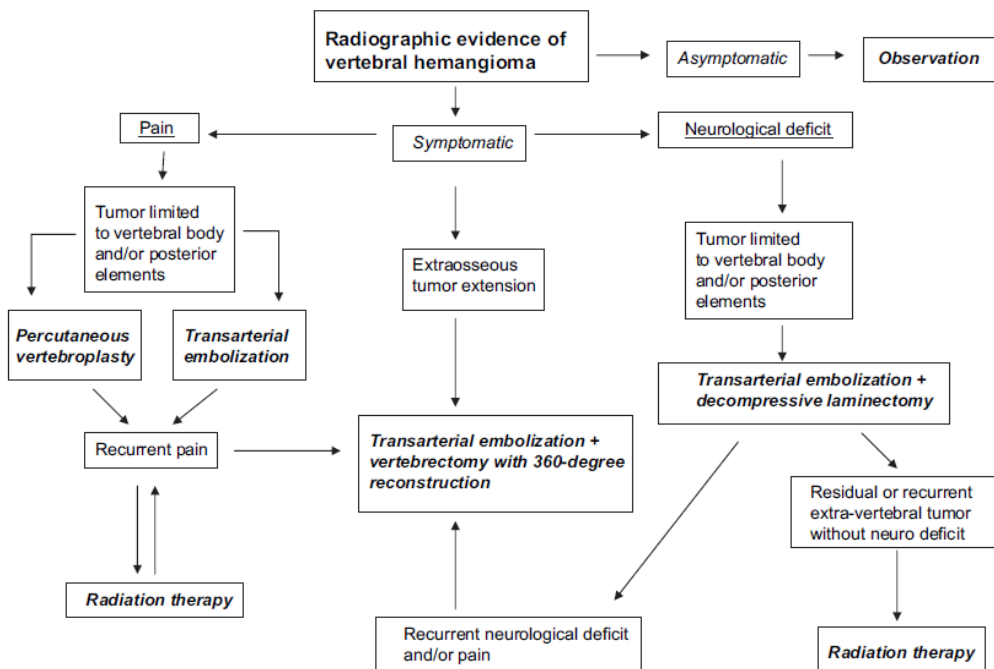 Radiographic evidence of
vertebral hemangioma
Asymptomatic
Observation
Pain
Symptomatic
Neurological deficit
Tumor limited
to vertebral body
and/or posterior
elements
Extraosseous
tumor extension
Tumor limited
to vertebral body
and/or posterior
elements
Percutaneous
vertebroplasty
Transarterial
embolization
Transarterial embolization +
decompressive laminectomy
Recurrent pain
Transarterial embolization +
vertebrectomy with 360-degree
reconstruction
Residual or recurrent
extra-vertebral tumor
without neuro deficit
Radiation therapy
Recurrent neurological deficit
and/or pain
Radiation therapy